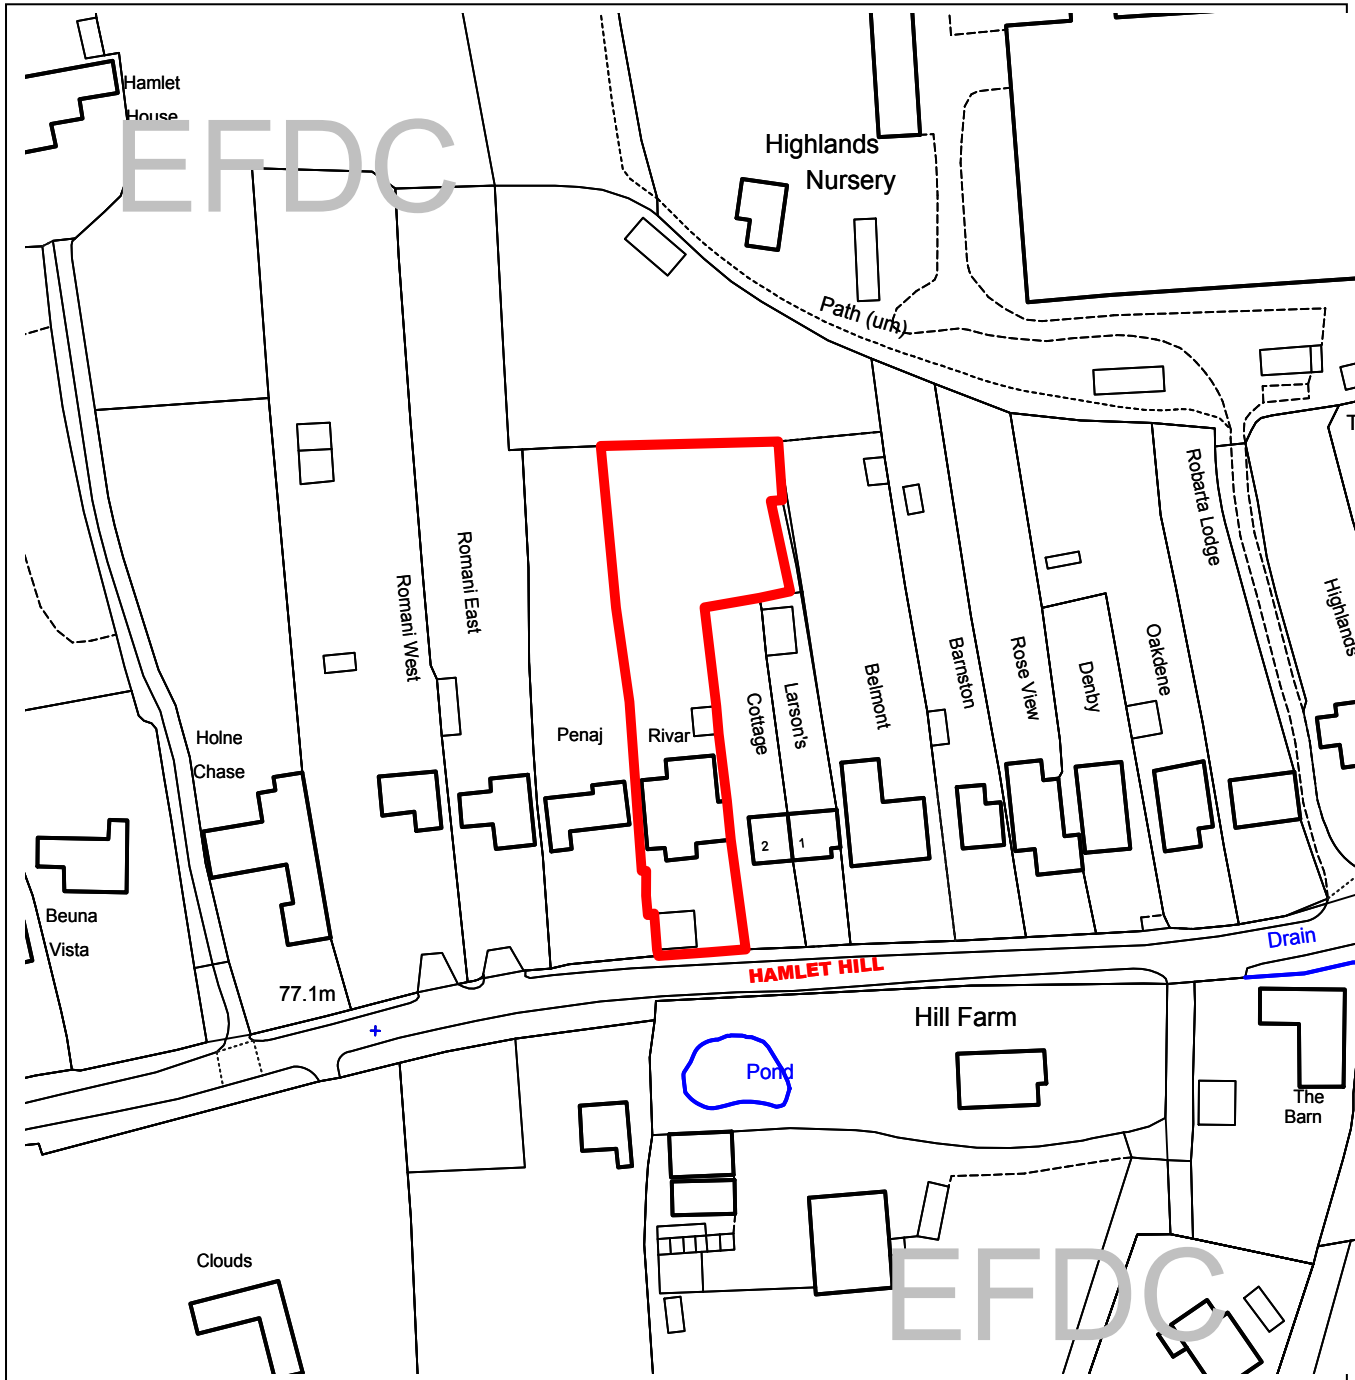 Hamlet
House
EFDC
Highlands
Nursery
Path (um)
Robarta Lodge
Highlands
Romani East
Romani West
Oakdene
Denby
Rose View
Barnston
Belmont
Larson's
Cottage
Rivar
Penaj
Holne
Chase
2
1
Beuna
Vista
Drain
HAMLET HILL
77.1m
Hill Farm
Pond
The
Barn
Clouds
EFDC